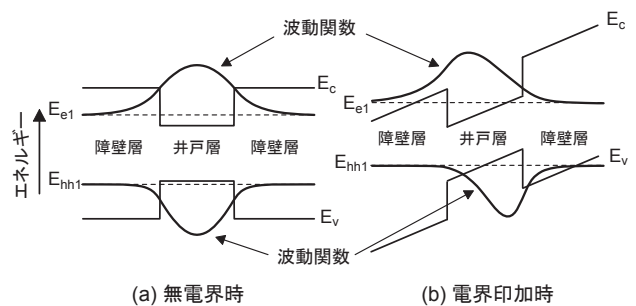 波動関数
E_c
E_e1
障壁層
井戸層
障壁層
E_hh1
E_v
波動関数
エネルギー
(a) 無電界時
E_c
E_e1
障壁層
井戸層
障壁層
E_hh1
E_v
(b) 電界印加時